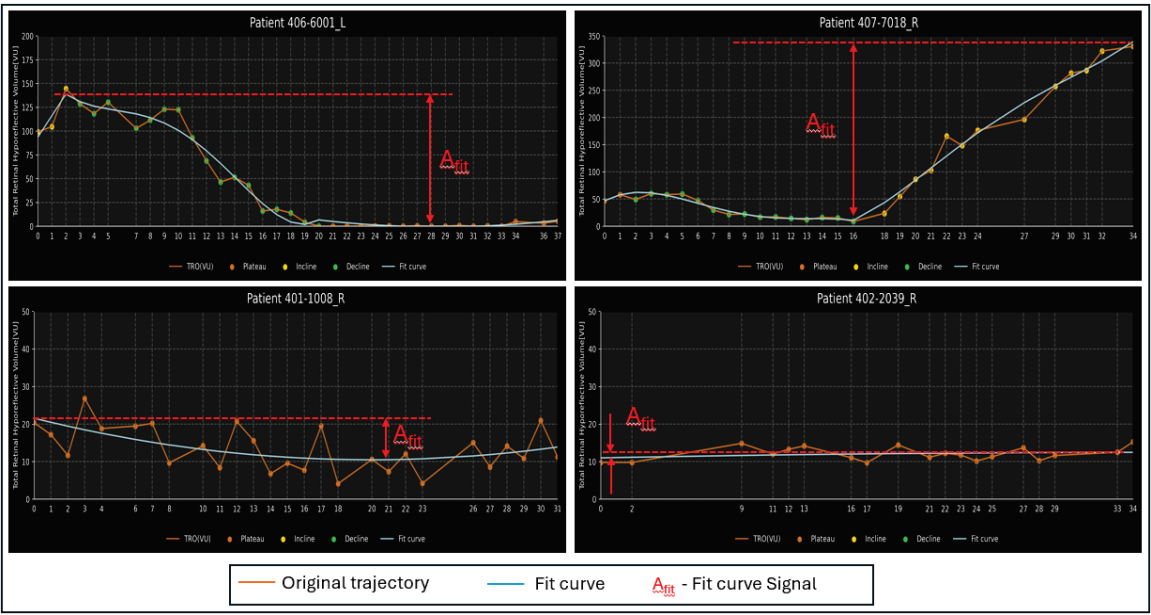 Patient 406-6001_L
Total Retinal Hyporeflective Volume[VU]
200
175
150
125
100
75
50
25
0
A fit
0 1 2 3 4 5 7 8 9 10 11 12 13 14 15 16 17 18 19 20 21 22 23 25 26 27 28 29 30 31 32 33 34 36 37
TRO(VU) Plateau Incline Decline Fit curve
Patient 407-7018_R
Total Retinal Hyporeflective Volume[VU]
350
300
250
200
150
100
50
0
A fit
0 1 2 3 4 5 6 7 8 9 10 11 12 13 14 15 16 18 19 20 21 22 23 24 27 29 30 31 32 34
TRO(VU) Plateau Incline Decline Fit curve
Patient 401-1008_R
Total Retinal Hyporeflective Volume[VU]
50
40
30
20
10
0
A fit
0 1 2 3 4 6 7 8 10 11 12 13 14 15 16 17 18 20 21 22 23 26 27 28 29 30 31
TRO(VU) Plateau Incline Decline Fit curve
Patient 402-2039_R
Total Retinal Hyporeflective Volume[VU]
50
40
30
20
10
0
A fit
0 2 9 11 12 13 16 17 19 21 22 23 24 25 27 28 29 33 34
TRO(VU) Plateau Incline Decline Fit curve
Original trajectory Fit curve A fit - Fit curve Signal